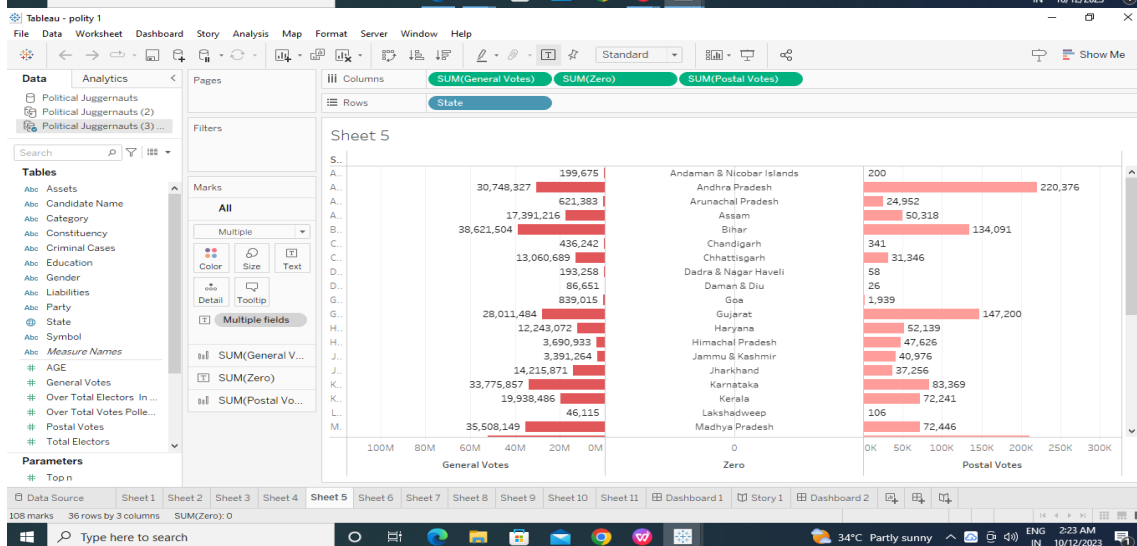 IN 10/12/2023
Tableau - polity 1
File Data Worksheet Dashboard Story Analysis Map Format Server Window Help
Standard
Show Me
Data Analytics
Pages
iii Columns SUM(General Votes) SUM(Zero) SUM(Postal Votes)
Rows State
Political Juggernauts
Political Juggernauts (2)
Political Juggernauts (3) ...
Search
Filters
Marks
All
Multiple
Color Size Text
Detail Tooltip
Multiple fields
SUM(General V...
SUM(Zero)
SUM(Postal Vo...
Tables
Abc Assets
Abc Candidate Name
Abc Category
Abc Constituency
Abc Criminal Cases
Abc Education
Abc Gender
Abc Liabilities
Abc Party
State
Abc Symbol
Abc Measure Names
# AGE
# General Votes
# Over Total Electors In ...
# Over Total Votes Polle...
# Postal Votes
# Total Electors
Parameters
# Top n
Sheet 5
S..
A.. 199,675 Andaman & Nicobar Islands 200
A.. 30,748,327 Andhra Pradesh 220,376
A.. 621,383 Arunachal Pradesh 24,952
A.. 17,391,216 Assam 50,318
B.. 38,621,504 Bihar 134,091
C.. 436,242 Chandigarh 341
C.. 13,060,689 Chhattisgarh 31,346
D.. 193,258 Dadra & Nagar Haveli 58
D.. 86,651 Daman & Diu 26
G.. 839,015 Goa 1,939
G.. 28,011,484 Gujarat 147,200
H.. 12,243,072 Haryana 52,139
H.. 3,690,933 Himachal Pradesh 47,626
J.. 3,391,264 Jammu & Kashmir 40,976
J.. 14,215,871 Jharkhand 37,256
K.. 33,775,857 Karnataka 83,369
K.. 19,938,486 Kerala 72,241
L.. 46,115 Lakshadweep 106
M. 35,508,149 Madhya Pradesh 72,446
100M 80M 60M 40M 20M 0M 0 0K 50K 100K 150K 200K 250K 300K
General Votes Zero Postal Votes
Data Source Sheet 1 Sheet 2 Sheet 3 Sheet 4 Sheet 5 Sheet 6 Sheet 7 Sheet 8 Sheet 9 Sheet 10 Sheet 11 Dashboard 1 Story 1 Dashboard 2
108 marks 36 rows by 3 columns SUM(Zero): 0
Type here to search
34°C Partly sunny
ENG 2:23 AM
IN 10/12/2023